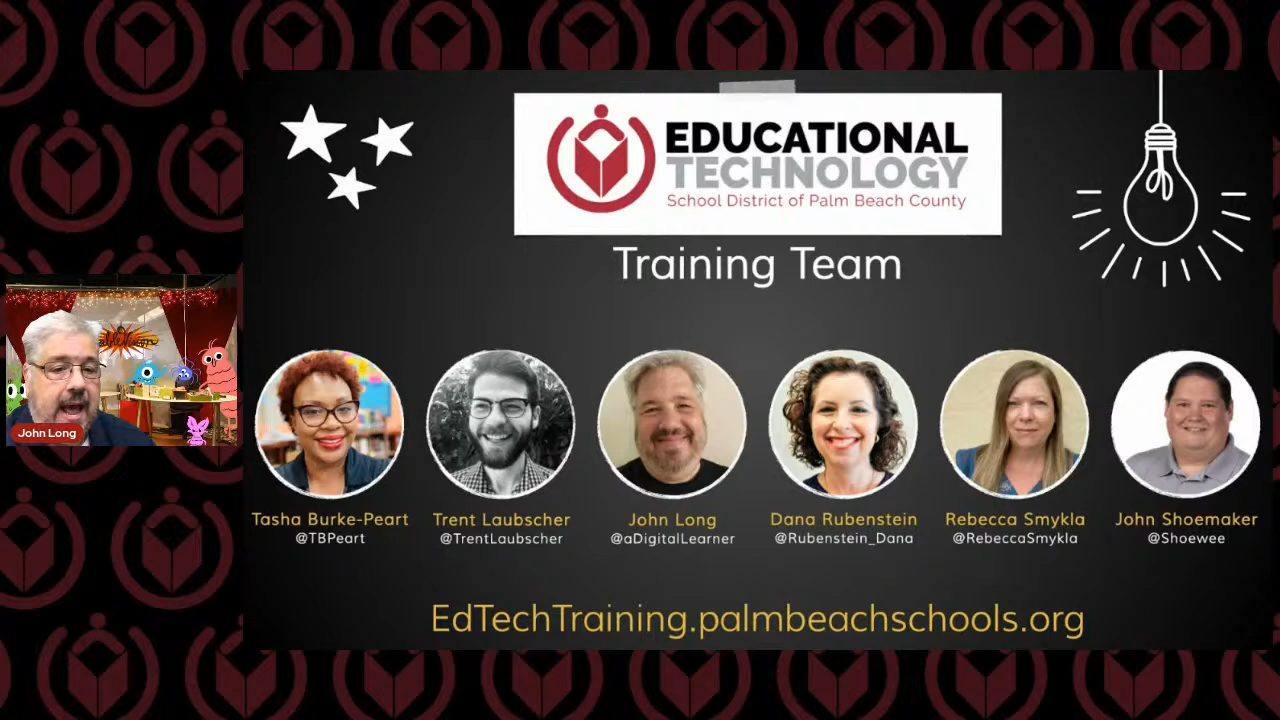 EDUCATIONAL
TECHNOLOGY
School District of Palm Beach County
Training Team
John Long
Tasha Burke-Peart
@TBPeart
Trent Laubscher
@TrentLaubscher
John Long
@aDigitalLearner
Dana Rubenstein
@Rubenstein_Dana
Rebecca Smykla
@RebeccaSmykla
John Shoemaker
@Shoewee
EdTechTraining.palmbeachschools.org